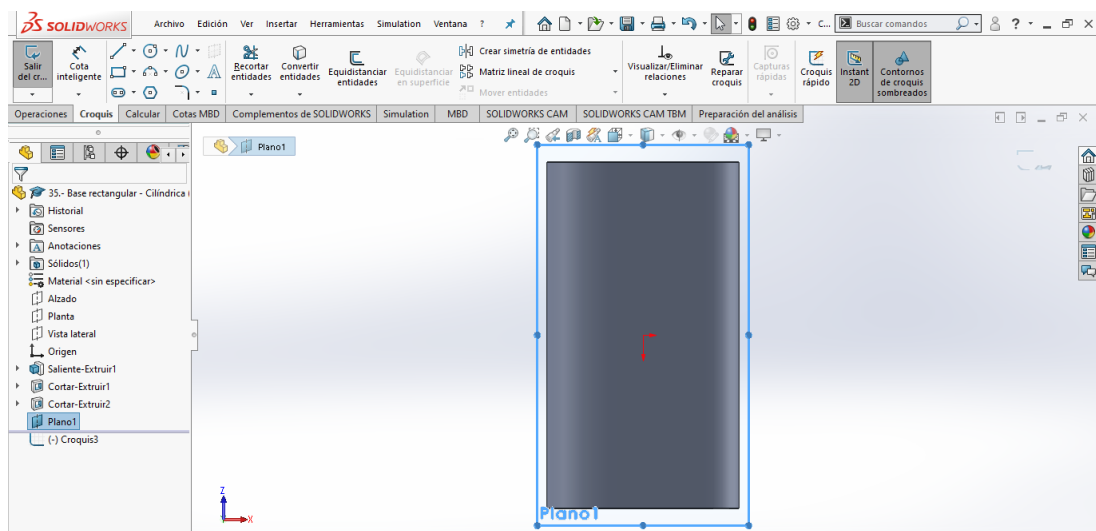 SOLIDWORKS Archivo Edición Ver Insertar Herramientas Simulation Ventana ? C... Buscar comandos ?
Salir del cr...
Cota inteligente
Recortar entidades
Convertir entidades
Equidistanciar entidades
Equidistanciar en superficie
Crear simetría de entidades
Matriz lineal de croquis
Mover entidades
Visualizar/Eliminar relaciones
Reparar croquis
Capturas rápidas
Croquis rápido
Instant 2D
Contornos de croquis sombreados
Operaciones Croquis Calcular Cotas MBD Complementos de SOLIDWORKS Simulation MBD SOLIDWORKS CAM SOLIDWORKS CAM TBM Preparación del análisis
Plano1
35.- Base rectangular - Cilíndrica (
Historial
Sensores
Anotaciones
Sólidos(1)
Material <sin especificar>
Alzado
Planta
Vista lateral
Origen
Saliente-Extruir1
Cortar-Extruir1
Cortar-Extruir2
Plano1
(-) Croquis3
Z
X
Plano1